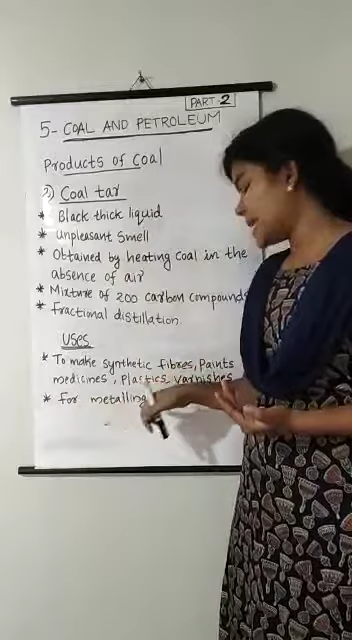 PART-2
5- COAL AND PETROLEUM
Products of Coal
2) Coal tar
* Black thick liquid
* Unpleasant smell
* Obtained by heating coal in the
absence of air
* Mixture of 200 carbon compounds
* Fractional distillation
Uses
* To make synthetic fibres, Paints
medicines, Plastics varnishes
* For metalling